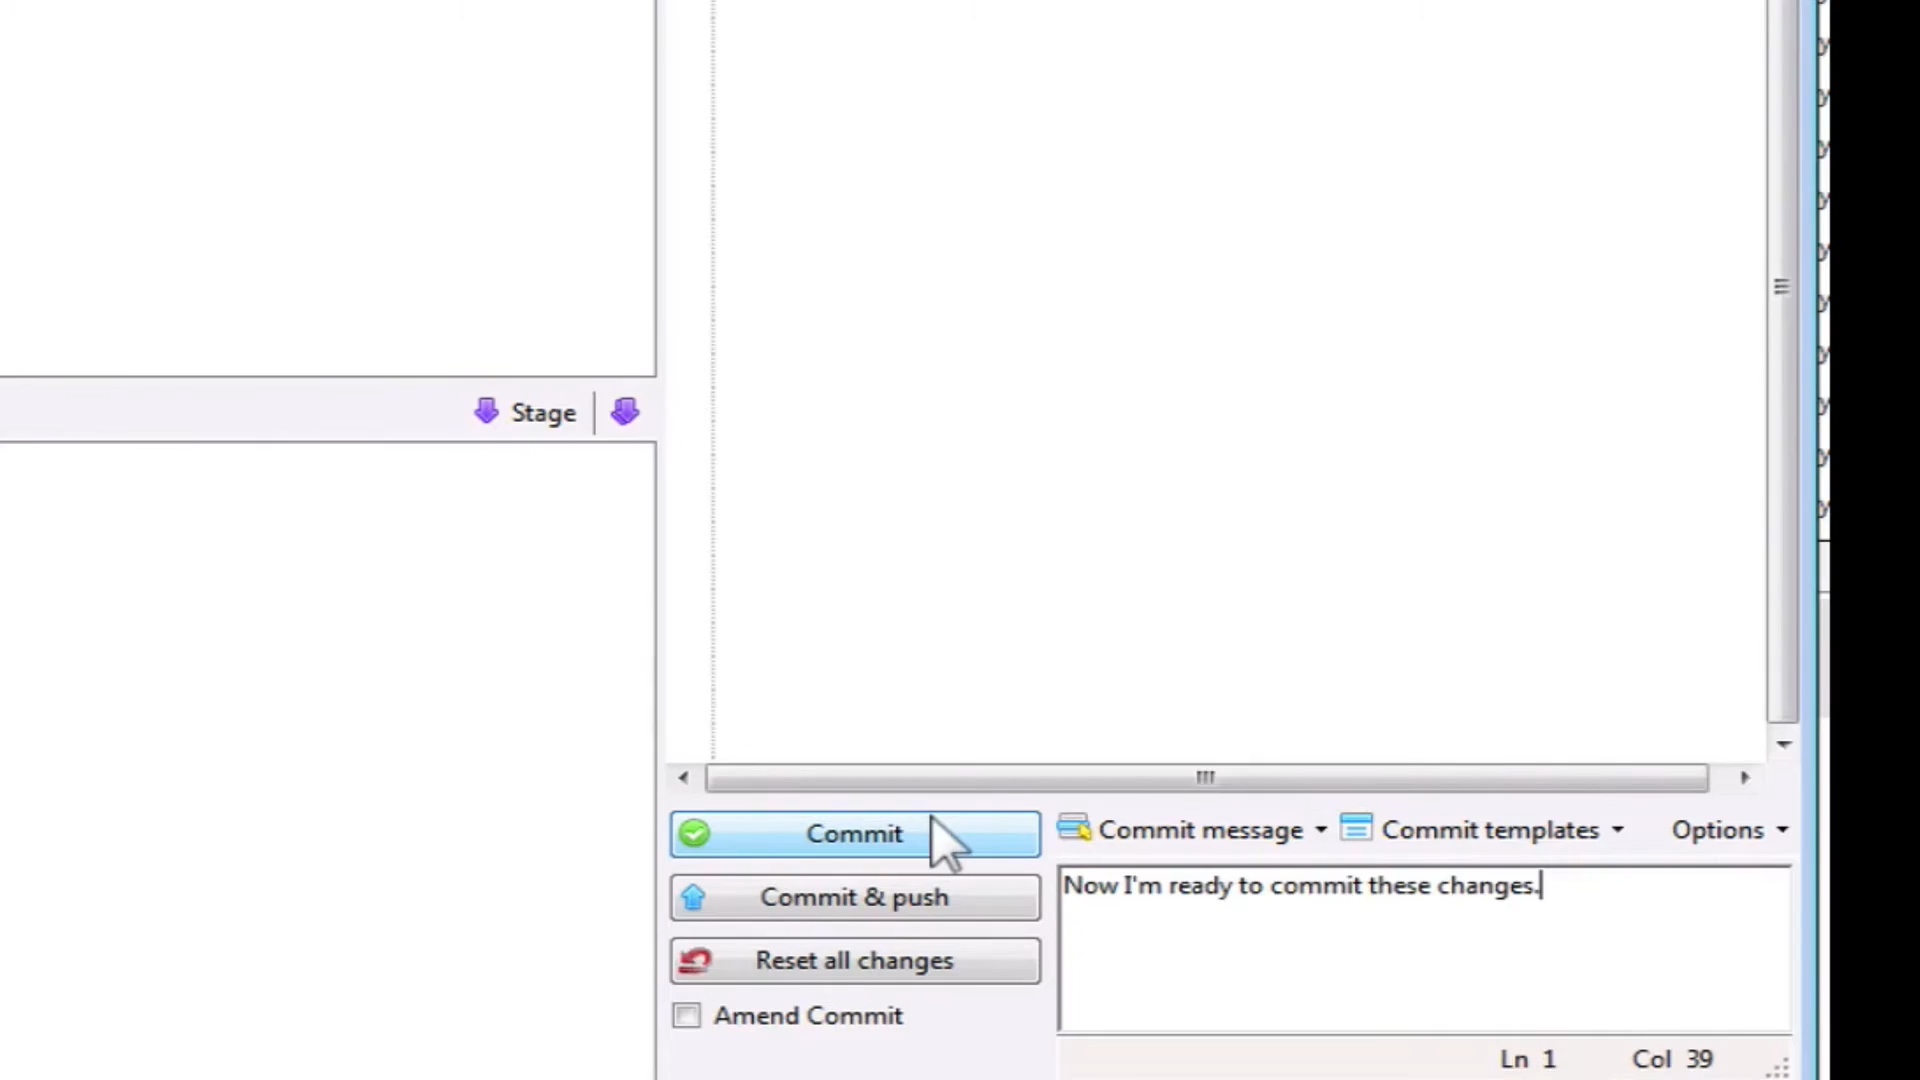 Stage
Commit
Commit message
Commit templates
Options
Commit & push
Now I'm ready to commit these changes.
Reset all changes
Amend Commit
Ln 1
Col 39